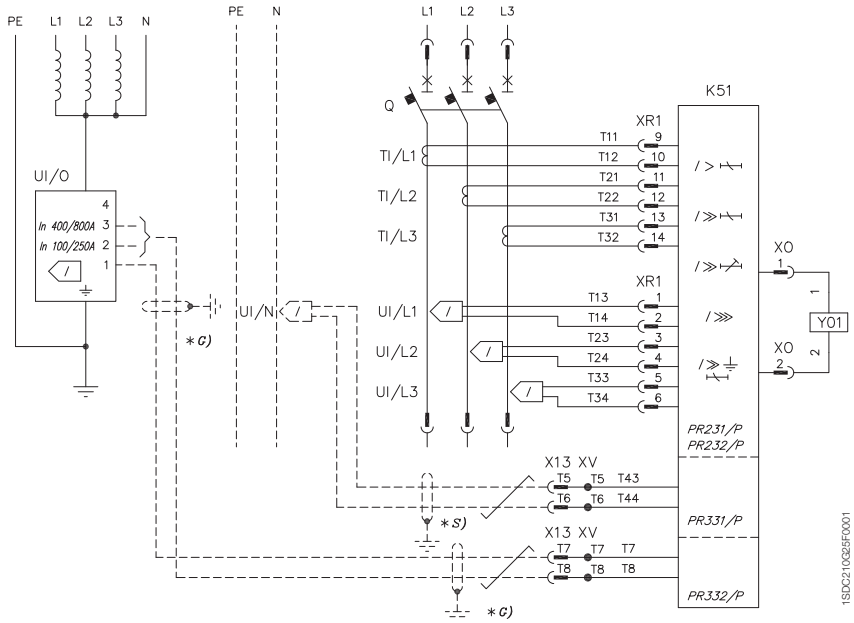 PE L1 L2 L3 N
PE N
L1 L2 L3
Q
K51
UI/O
4
In 400/800A 3
In 100/250A 2
1
I
XR1
TI/L1 T11 9
T12 10
TI/L2 T21 11
T22 12
TI/L3 T31 13
T32 14
I>
I≫
I≫
I⋙
I≫
XR1
UI/L1 I T13 1
T14 2
UI/L2 I T23 3
T24 4
UI/L3 I T33 5
T34 6
UI/N I
*G)
XO
1
1
Y01
2
XO
2
PR231/P
PR232/P
X13 XV
T5 T5 T43
T6 T6 T44
*S)
PR331/P
X13 XV
T7 T7 T7
T8 T8 T8
*G)
PR332/P
1SDC210G25F0001